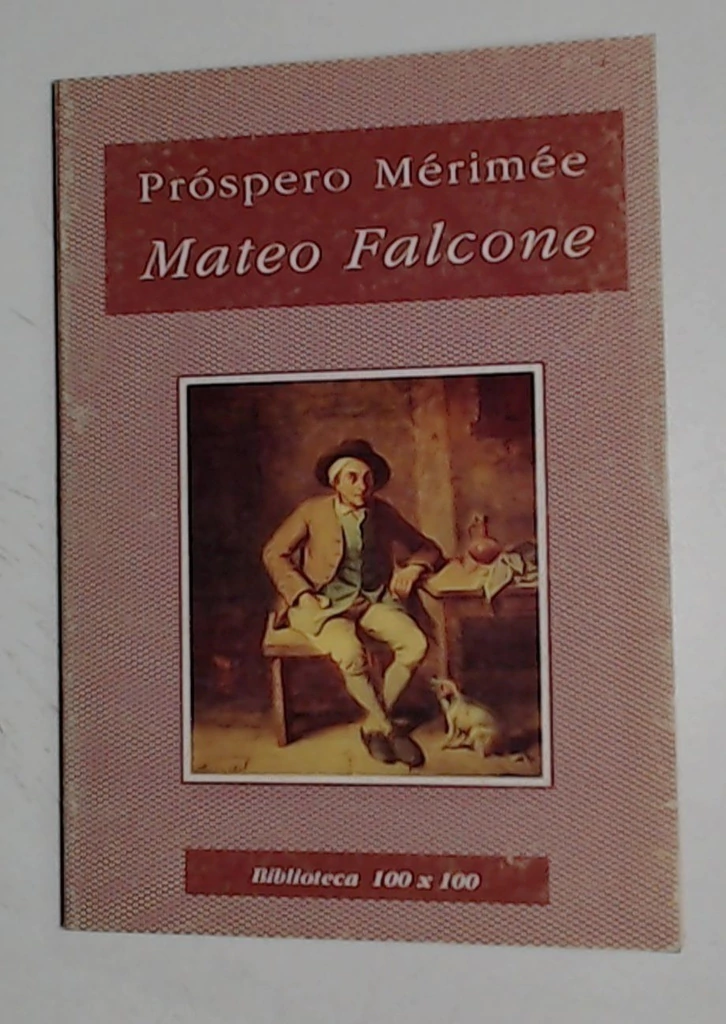 Próspero Mérimée
Mateo Falcone
Biblioteca 100 x 100